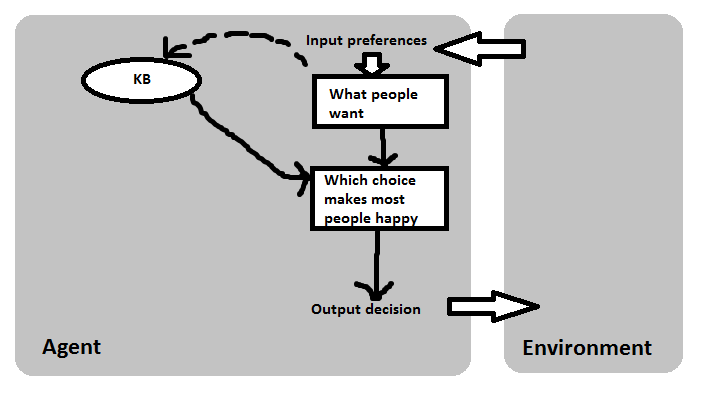 Input preferences
KB
What people
want
Which choice
makes most
people happy
Output decision
Agent
Environment